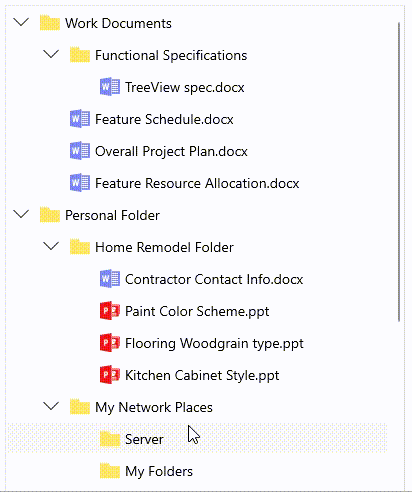 Work Documents
Functional Specifications
TreeView spec.docx
Feature Schedule.docx
Overall Project Plan.docx
Feature Resource Allocation.docx
Personal Folder
Home Remodel Folder
Contractor Contact Info.docx
Paint Color Scheme.ppt
Flooring Woodgrain type.ppt
Kitchen Cabinet Style.ppt
My Network Places
Server
My Folders